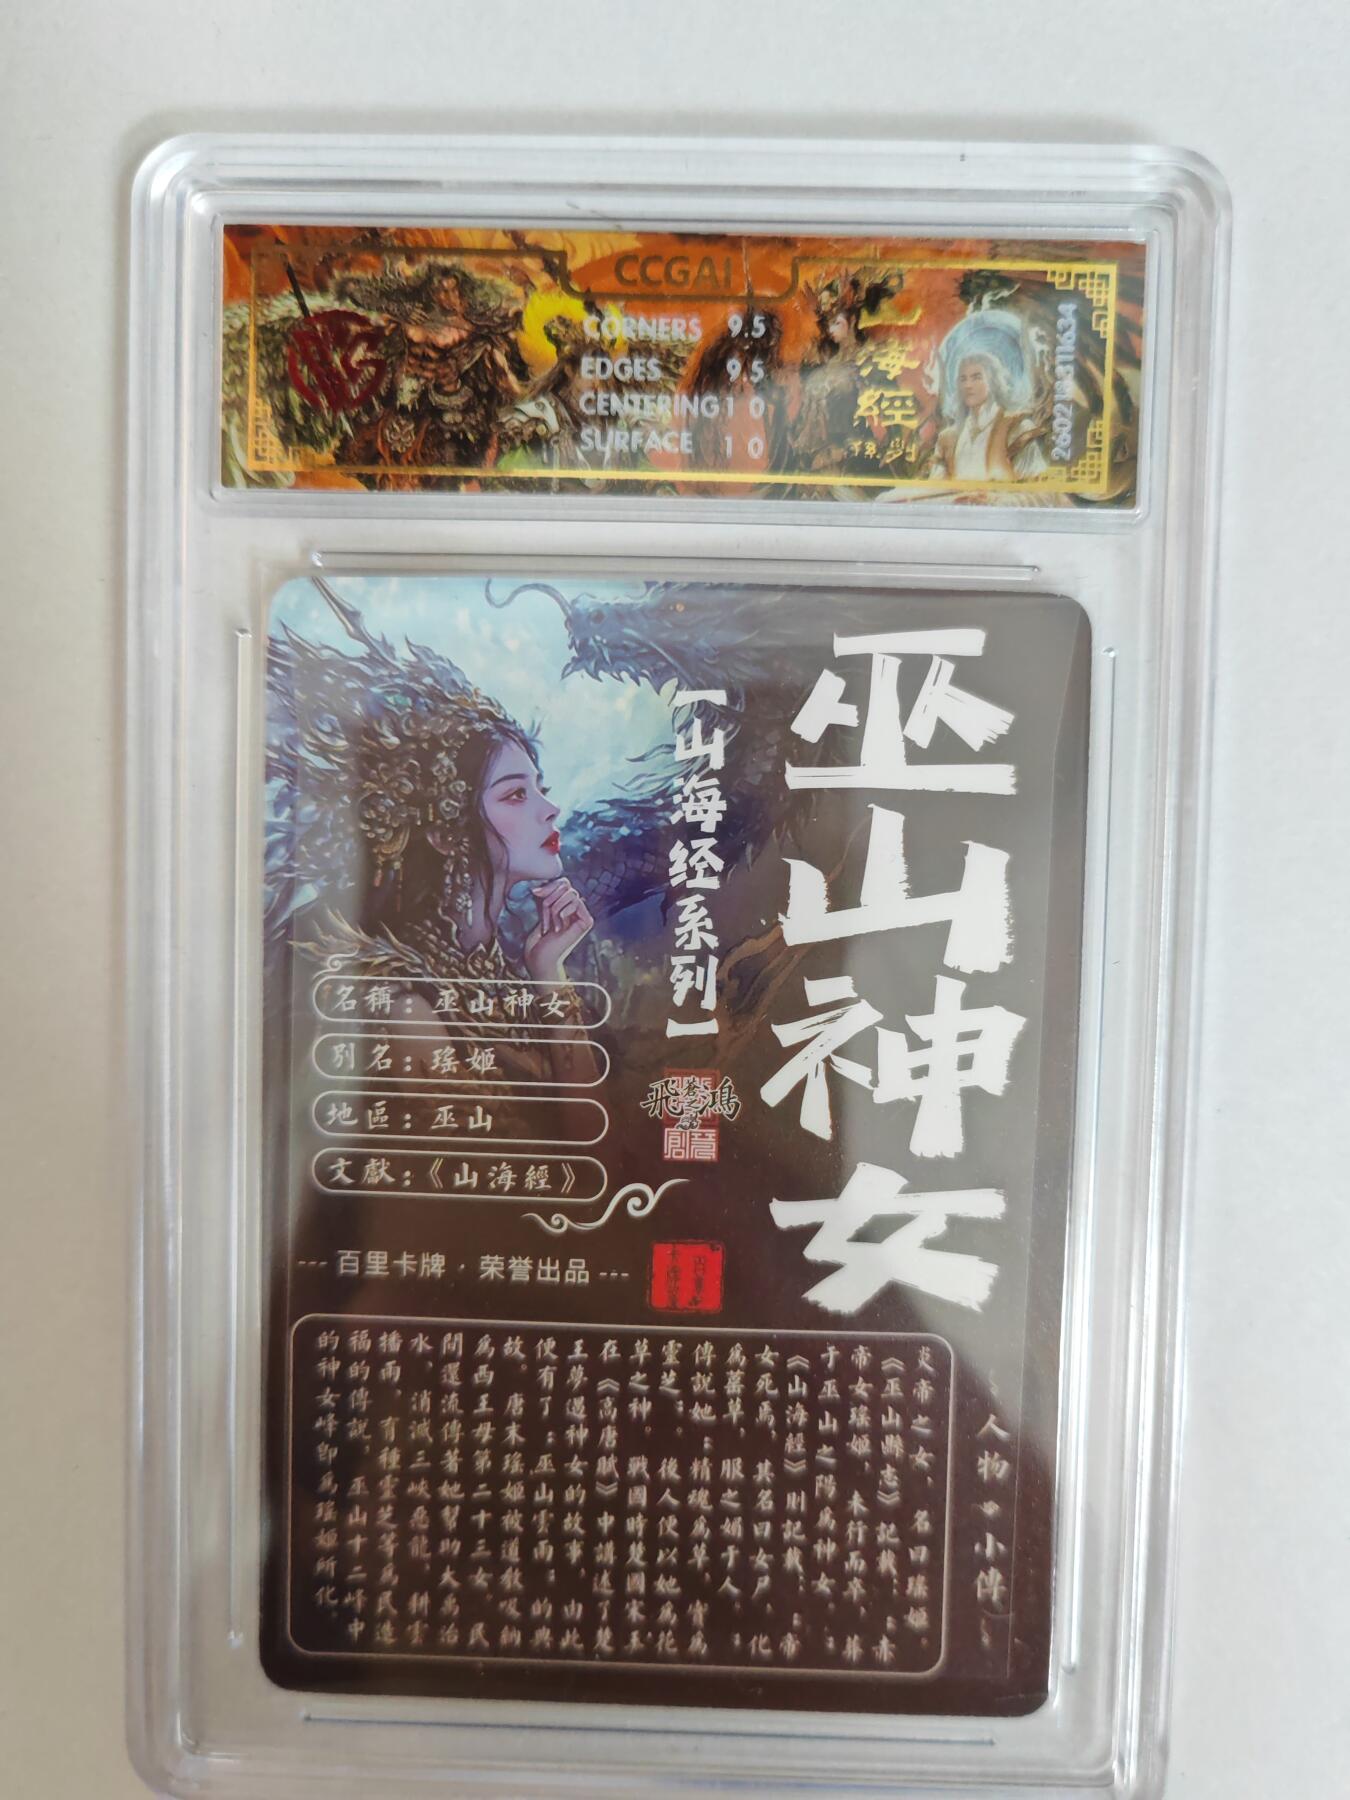 CCGAI
CORNERS 9.5
EDGES 9.5
CENTERING 10
SURFACE 10
山海經
系列
巫山神女
【山海经系列】
飛鴻
創意
名稱：巫山神女
別名：瑤姬
地區：巫山
文獻：《山海經》
--- 百里卡牌 · 荣誉出品 ---
人物 小傳：
炎帝之女，名曰瑤姬，
《巫山縣志》記載：赤
帝女瑤姬，未行而卒，葬
于巫山之陽為神女。
《山海經》則記載：帝
女死焉，其名曰女尸，化
為䔄草，服之媚于人。
傳說她：精魂為草，實為
靈芝。後人便以她為花
草之神。戰國時楚國宋玉
在《高唐賦》中講述了楚
王夢遇神女的故事，由此
便有了：巫山雲雨：的典
故。唐末瑤姬被道教吸納
為西王母第二十三女，民
間還流傳著她幫助大禹治
水，消滅三峽惡龍，耕雲
播雨，育種靈芝等為民造
福的傳說，巫山十二峰中
的神女峰即為瑤姬所化。